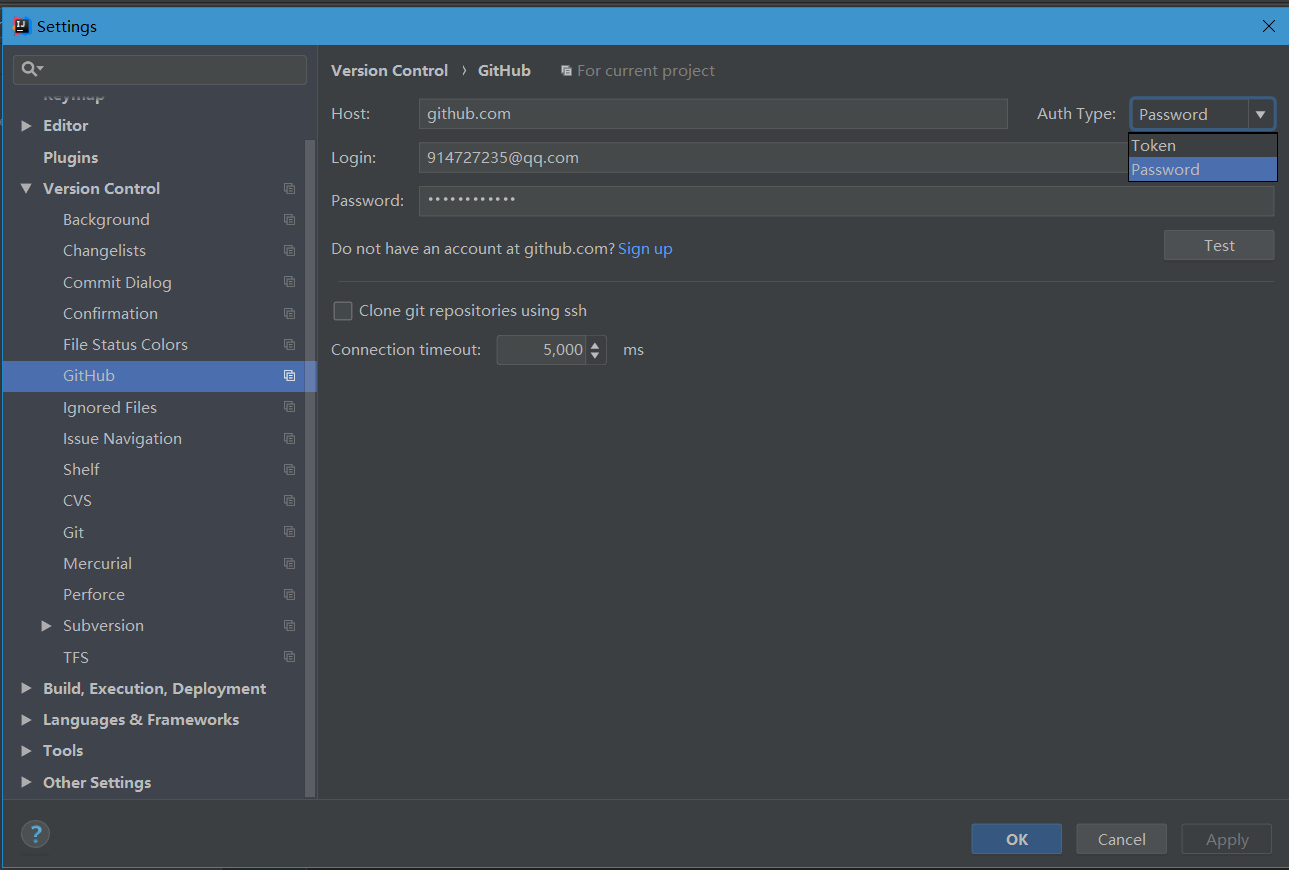 Settings
Keymap
Editor
Plugins
Version Control
Background
Changelists
Commit Dialog
Confirmation
File Status Colors
GitHub
Ignored Files
Issue Navigation
Shelf
CVS
Git
Mercurial
Perforce
Subversion
TFS
Build, Execution, Deployment
Languages & Frameworks
Tools
Other Settings
Version Control › GitHub For current project
Host: github.com Auth Type: Password
Token
Password
Login: 914727235@qq.com
Password: ••••••••••••
Do not have an account at github.com? Sign up
Test
Clone git repositories using ssh
Connection timeout: 5,000 ms
?
OK Cancel Apply